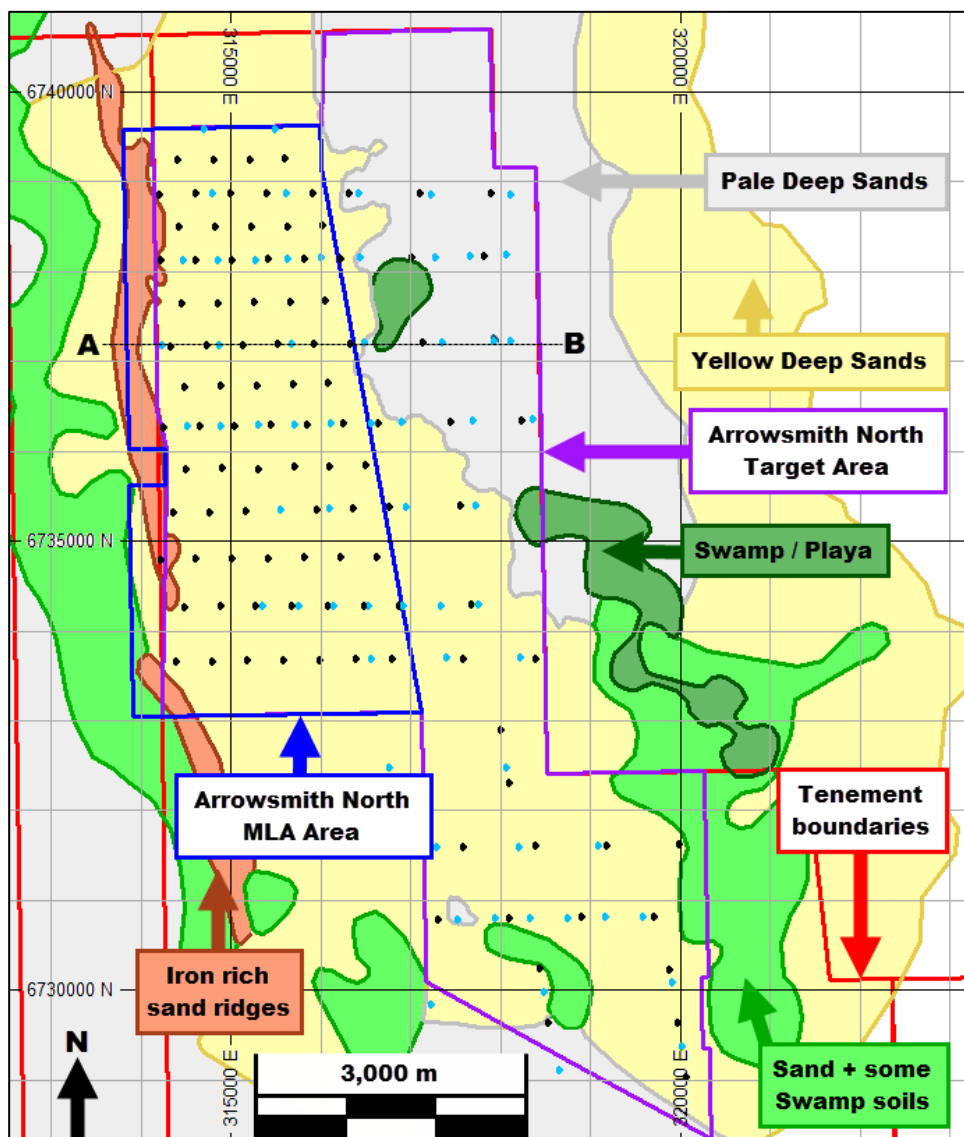 315000 E
320000 E
6740000 N
Pale Deep Sands
A
B
Yellow Deep Sands
Arrowsmith North
Target Area
6735000 N
Swamp / Playa
Arrowsmith North
MLA Area
Tenement
boundaries
Iron rich
sand ridges
6730000 N
N
315000 E
3,000 m
320000 E
Sand + some
Swamp soils